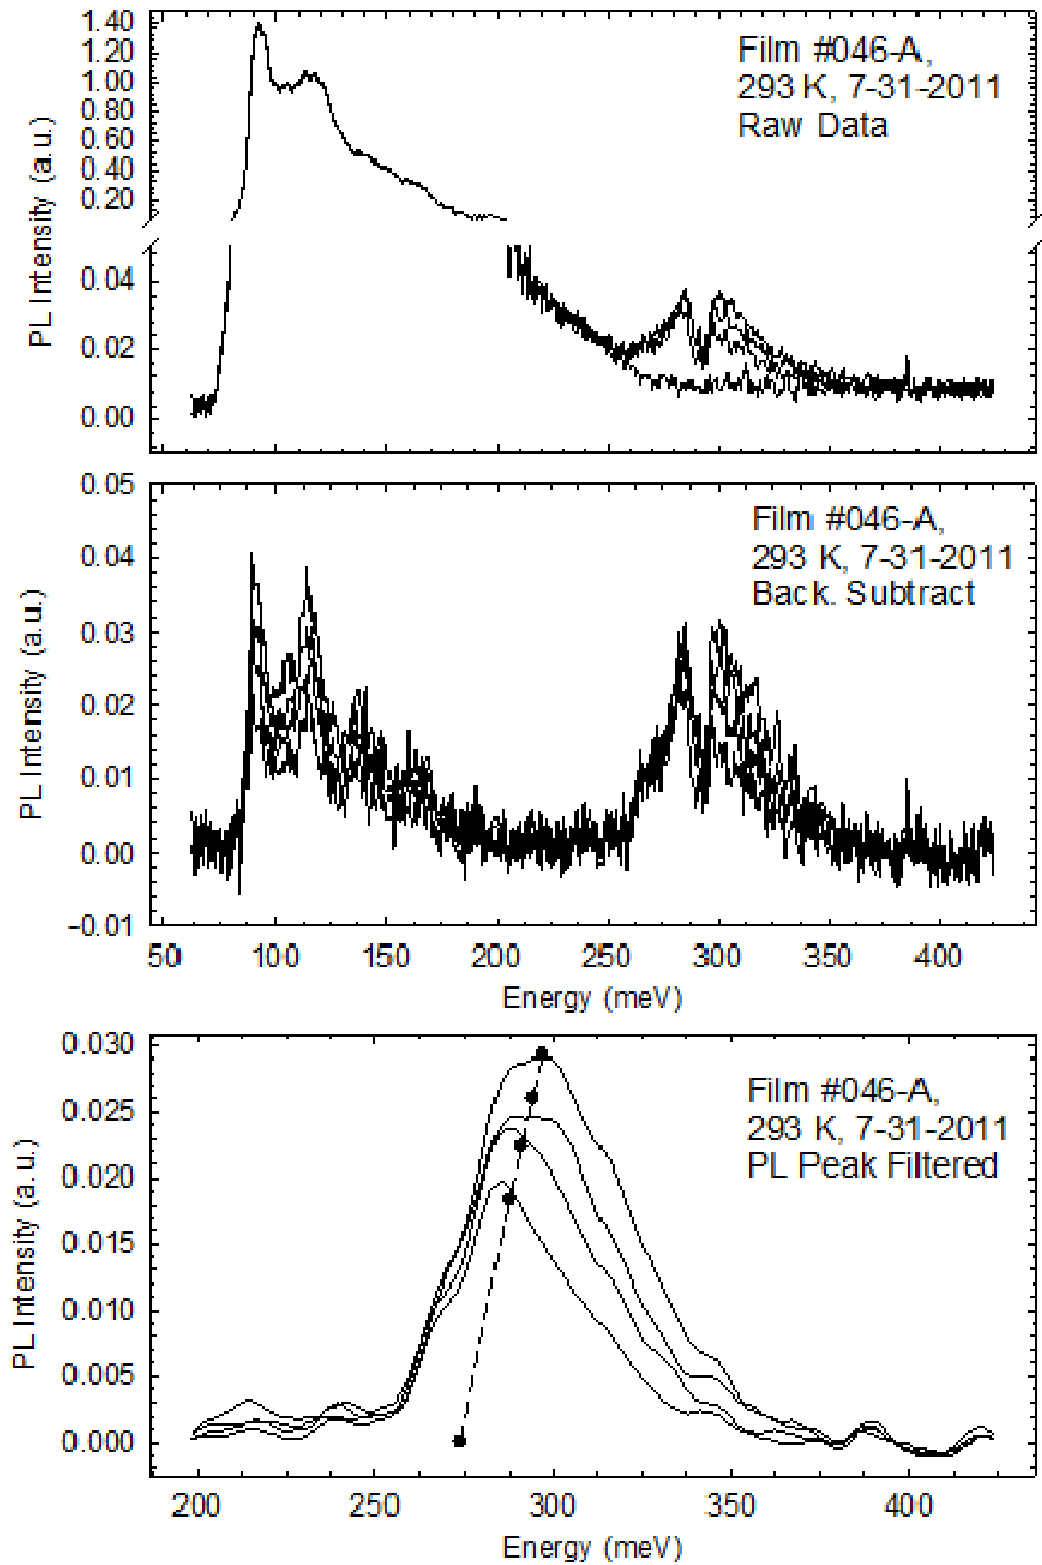 1.40
1.20
1.00
0.80
0.60
0.40
0.20
0.04
0.02
0.00
PL Intensity (a.u.)
Film #046-A,
293 K, 7-31-2011
Raw Data
0.05
0.04
0.03
0.02
0.01
0.00
-0.01
PL Intensity (a.u.)
Film #046-A,
293 K, 7-31-2011
Back. Subtract
50 100 150 200 250 300 350 400
Energy (meV)
0.030
0.025
0.020
0.015
0.010
0.005
0.000
PL Intensity (a.u.)
Film #046-A,
293 K, 7-31-2011
PL Peak Filtered
200 250 300 350 400
Energy (meV)